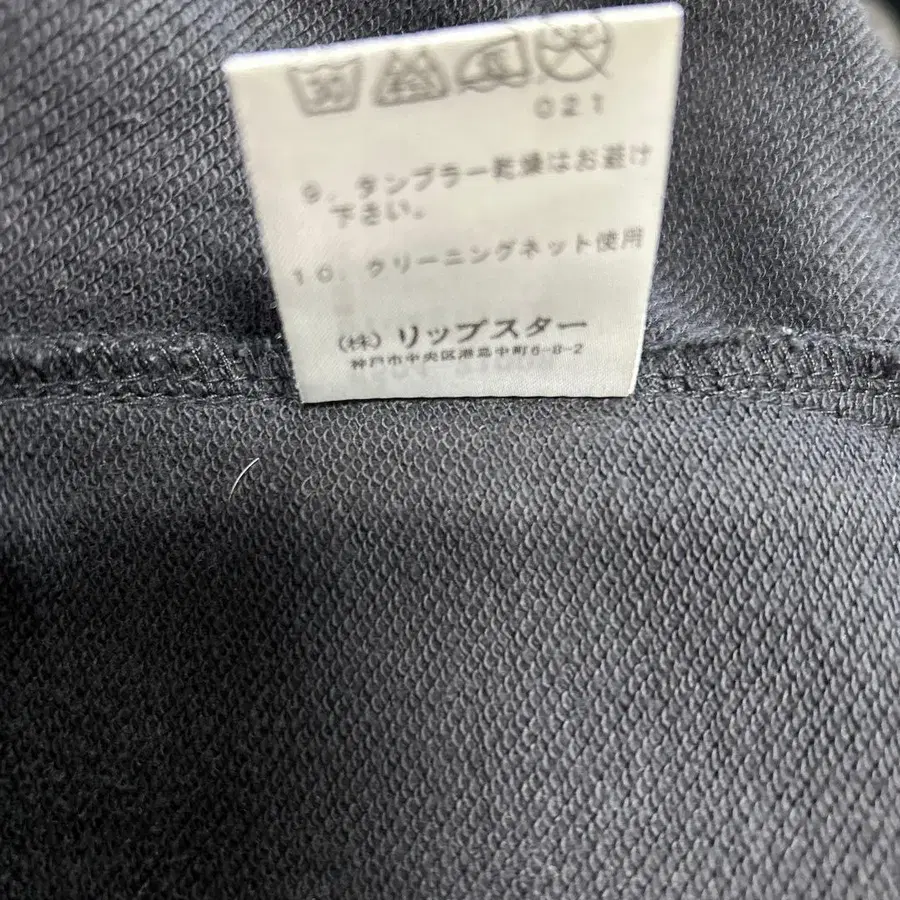 021
9. タンブラー乾燥はお避け
下さい。
10. クリーニングネット使用
(株) リップスター
神戸市中央区港島中町6-8-2